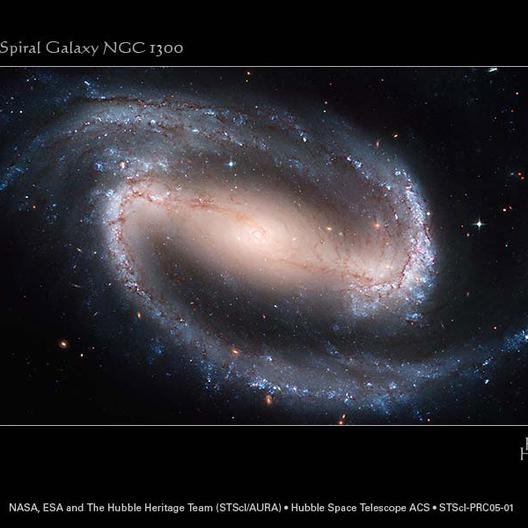 Spiral Galaxy NGC 1300
NASA, ESA and The Hubble Heritage Team (STScI/AURA) • Hubble Space Telescope ACS • STScI-PRC05-01